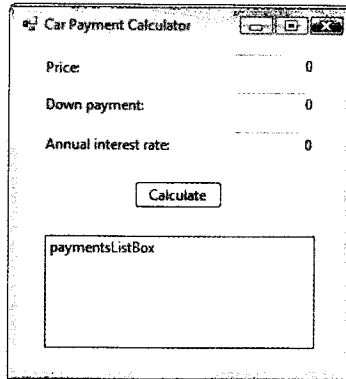 Car Payment Calculator
Price: 0
Down payment: 0
Annual interest rate: 0
Calculate
paymentsListBox